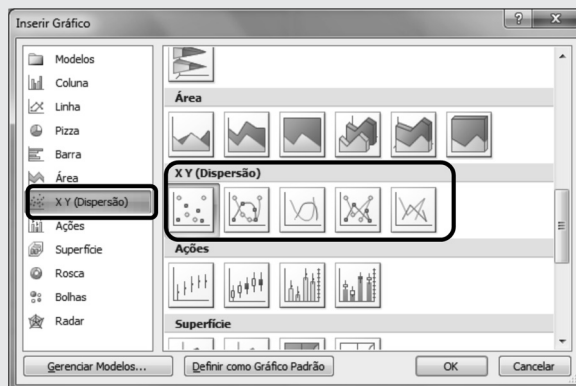 Inserir Gráfico
Modelos
Coluna
Linha
Pizza
Barra
Área
X Y (Dispersão)
Ações
Superfície
Rosca
Bolhas
Radar
Área
X Y (Dispersão)
Ações
Superfície
Gerenciar Modelos...
Definir como Gráfico Padrão
OK
Cancelar